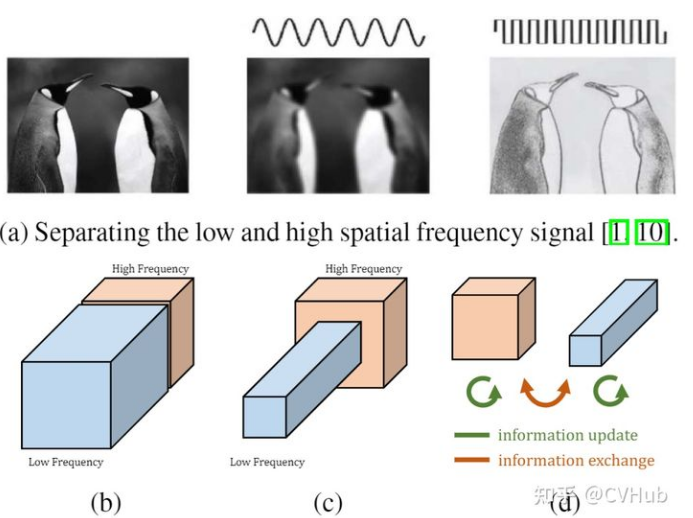 (a) Separating the low and high spatial frequency signal [1, 10].
High Frequency
Low Frequency
(b)
High Frequency
Low Frequency
(c)
information update
information exchange
(d)
知乎 @CVHub